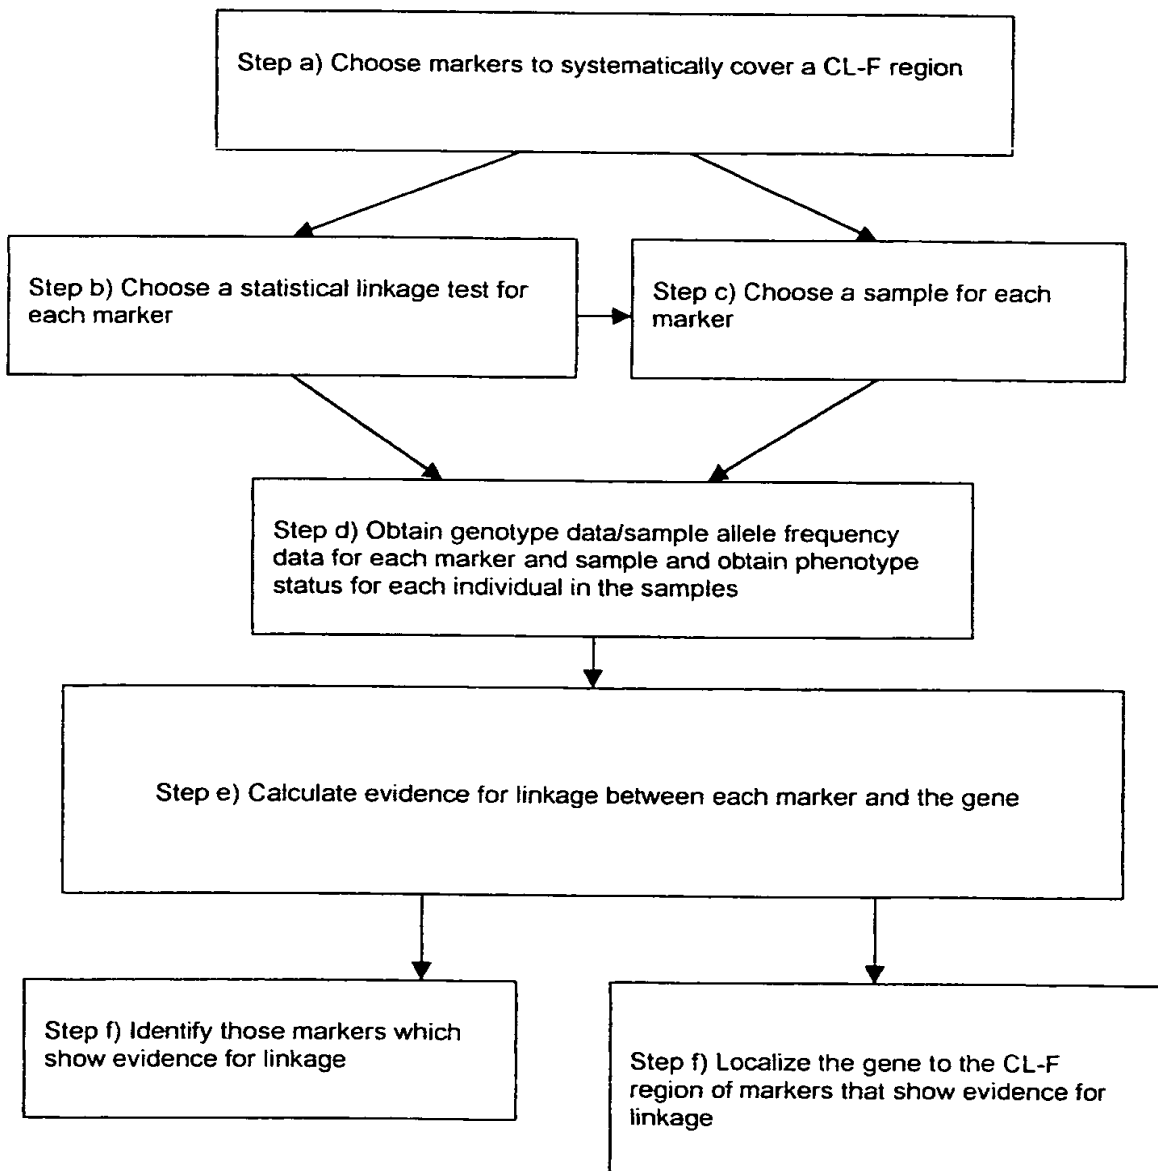 Step a) Choose markers to systematically cover a CL-F region
Step b) Choose a statistical linkage test for
each marker
Step c) Choose a sample for each
marker
Step d) Obtain genotype data/sample allele frequency
data for each marker and sample and obtain phenotype
status for each individual in the samples
Step e) Calculate evidence for linkage between each marker and the gene
Step f) Identify those markers which
show evidence for linkage
Step f) Localize the gene to the CL-F
region of markers that show evidence for
linkage